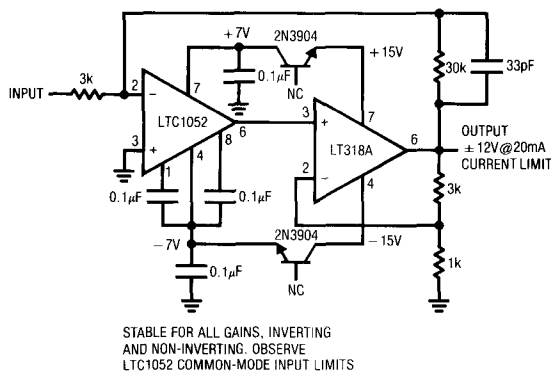 +7V
2N3904
+15V
3k
0.1µF
NC
30k
33pF
INPUT
2
−
7
LTC1052
6
3
+
8
1
4
3
+
7
LT318A
6
2
−
4
OUTPUT
±12V@20mA
CURRENT LIMIT
0.1µF
0.1µF
3k
2N3904
−7V
−15V
0.1µF
NC
1k
STABLE FOR ALL GAINS, INVERTING
AND NON-INVERTING. OBSERVE
LTC1052 COMMON-MODE INPUT LIMITS